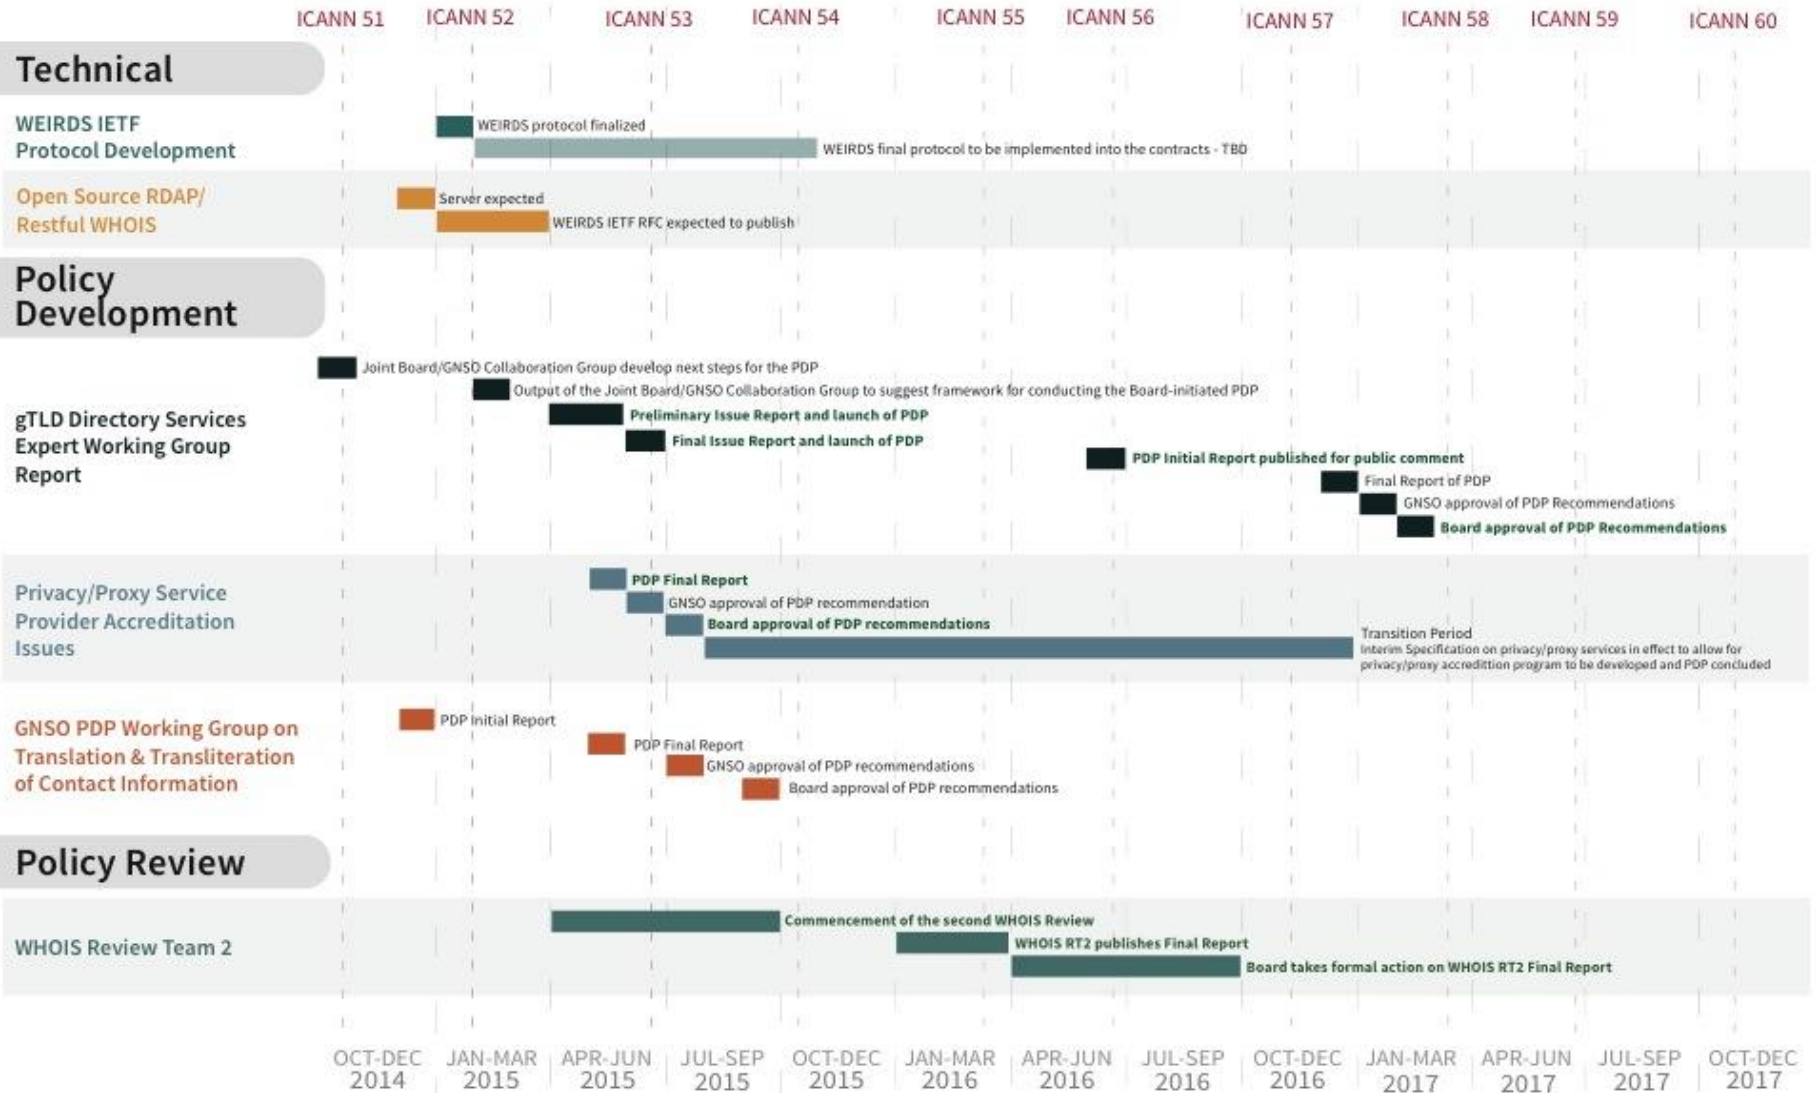 ICANN 51 ICANN 52 ICANN 53 ICANN 54 ICANN 55 ICANN 56 ICANN 57 ICANN 58 ICANN 59 ICANN 60
Technical
WEIRDS IETF
Protocol Development
WEIRDS protocol finalized
WEIRDS final protocol to be implemented into the contracts - TBD
Open Source RDAP/
Restful WHOIS
Server expected
WEIRDS IETF RFC expected to publish
Policy
Development
gTLD Directory Services
Expert Working Group
Report
Joint Board/GNSO Collaboration Group develop next steps for the PDP
Output of the Joint Board/GNSO Collaboration Group to suggest framework for conducting the Board-initiated PDP
Preliminary Issue Report and launch of PDP
Final Issue Report and launch of PDP
PDP Initial Report published for public comment
Final Report of PDP
GNSO approval of PDP Recommendations
Board approval of PDP Recommendations
Privacy/Proxy Service
Provider Accreditation
Issues
PDP Final Report
GNSO approval of PDP recommendation
Board approval of PDP recommendations
Transition Period
Interim Specification on privacy/proxy services in effect to allow for
privacy/proxy accredittion program to be developed and PDP concluded
GNSO PDP Working Group on
Translation & Transliteration
of Contact Information
PDP Initial Report
PDP Final Report
GNSO approval of PDP recommendations
Board approval of PDP recommendations
Policy Review
WHOIS Review Team 2
Commencement of the second WHOIS Review
WHOIS RT2 publishes Final Report
Board takes formal action on WHOIS RT2 Final Report
OCT-DEC JAN-MAR APR-JUN JUL-SEP OCT-DEC JAN-MAR APR-JUN JUL-SEP OCT-DEC JAN-MAR APR-JUN JUL-SEP OCT-DEC
2014 2015 2015 2015 2015 2016 2016 2016 2016 2017 2017 2017 2017